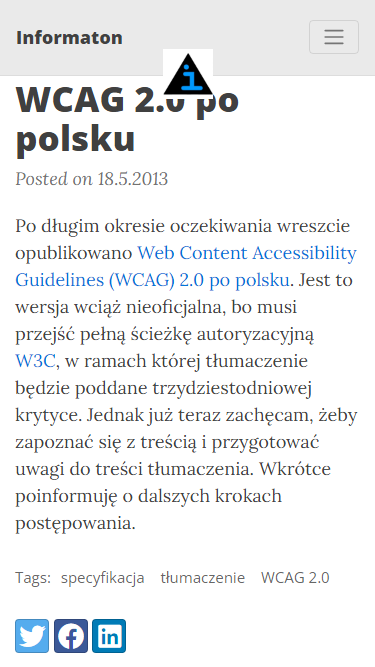 Informaton
WCAG 2.0 po
polsku
Posted on 18.5.2013
Po długim okresie oczekiwania wreszcie
opublikowano Web Content Accessibility
Guidelines (WCAG) 2.0 po polsku. Jest to
wersja wciąż nieoficjalna, bo musi
przejść pełną ścieżkę autoryzacyjną
W3C, w ramach której tłumaczenie
będzie poddane trzydziestodniowej
krytyce. Jednak już teraz zachęcam, żeby
zapoznać się z treścią i przygotować
uwagi do treści tłumaczenia. Wkrótce
poinformuję o dalszych krokach
postępowania.
Tags: specyfikacja tłumaczenie WCAG 2.0